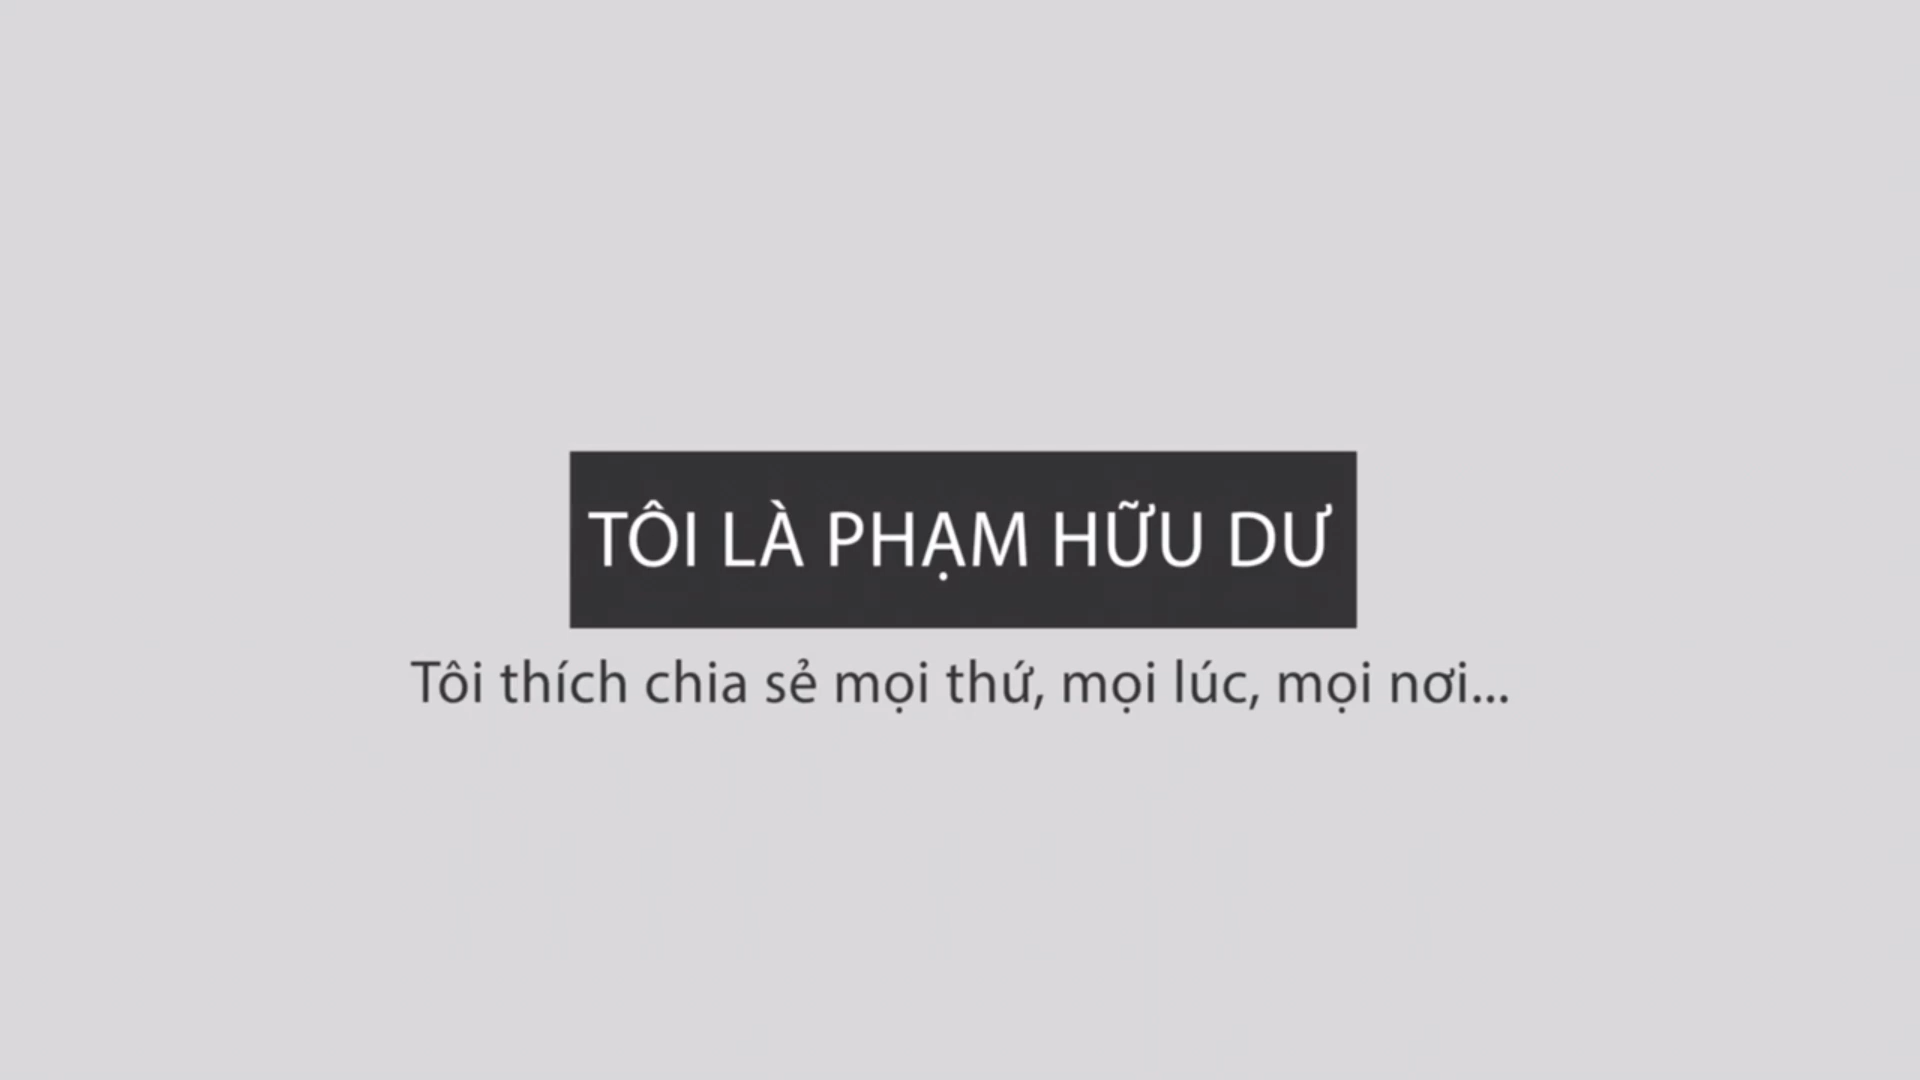 TÔI LÀ PHẠM HỮU DƯ
Tôi thích chia sẻ mọi thứ, mọi lúc, mọi nơi...